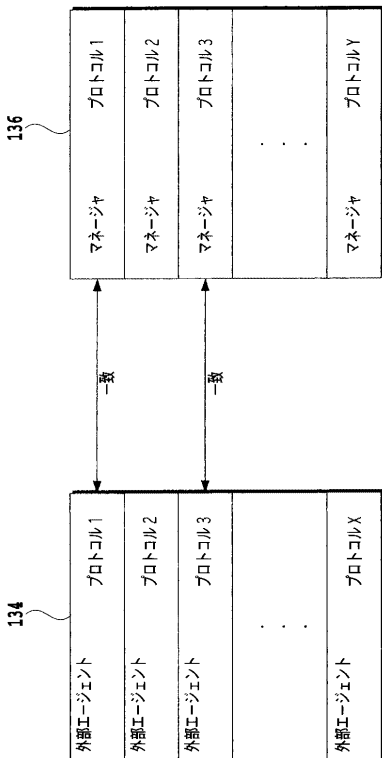 134
外部エージェント プロトコル1
外部エージェント プロトコル2
外部エージェント プロトコル3
. . .
外部エージェント プロトコルX
一致
一致
136
マネージャ プロトコル1
マネージャ プロトコル2
マネージャ プロトコル3
. . .
マネージャ プロトコルY